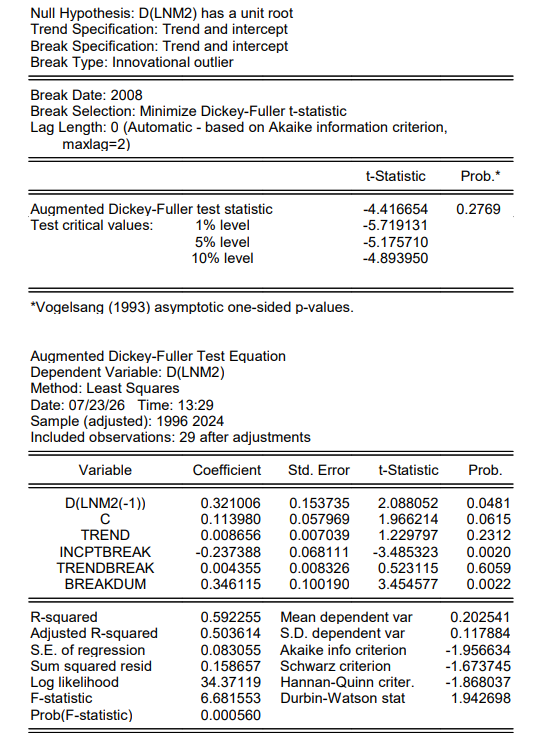 Null Hypothesis: D(LNM2) has a unit root
Trend Specification: Trend and intercept
Break Specification: Trend and intercept
Break Type: Innovational outlier
Break Date: 2008
Break Selection: Minimize Dickey-Fuller t-statistic
Lag Length: 0 (Automatic - based on Akaike information criterion,
maxlag=2)
t-Statistic Prob.*
Augmented Dickey-Fuller test statistic -4.416654 0.2769
Test critical values: 1% level -5.719131
5% level -5.175710
10% level -4.893950
*Vogelsang (1993) asymptotic one-sided p-values.
Augmented Dickey-Fuller Test Equation
Dependent Variable: D(LNM2)
Method: Least Squares
Date: 07/23/26 Time: 13:29
Sample (adjusted): 1996 2024
Included observations: 29 after adjustments
Variable Coefficient Std. Error t-Statistic Prob.
D(LNM2(-1)) 0.321006 0.153735 2.088052 0.0481
C 0.113980 0.057969 1.966214 0.0615
TREND 0.008656 0.007039 1.229797 0.2312
INCPTBREAK -0.237388 0.068111 -3.485323 0.0020
TRENDBREAK 0.004355 0.008326 0.523115 0.6059
BREAKDUM 0.346115 0.100190 3.454577 0.0022
R-squared 0.592255 Mean dependent var 0.202541
Adjusted R-squared 0.503614 S.D. dependent var 0.117884
S.E. of regression 0.083055 Akaike info criterion -1.956634
Sum squared resid 0.158657 Schwarz criterion -1.673745
Log likelihood 34.37119 Hannan-Quinn criter. -1.868037
F-statistic 6.681553 Durbin-Watson stat 1.942698
Prob(F-statistic) 0.000560